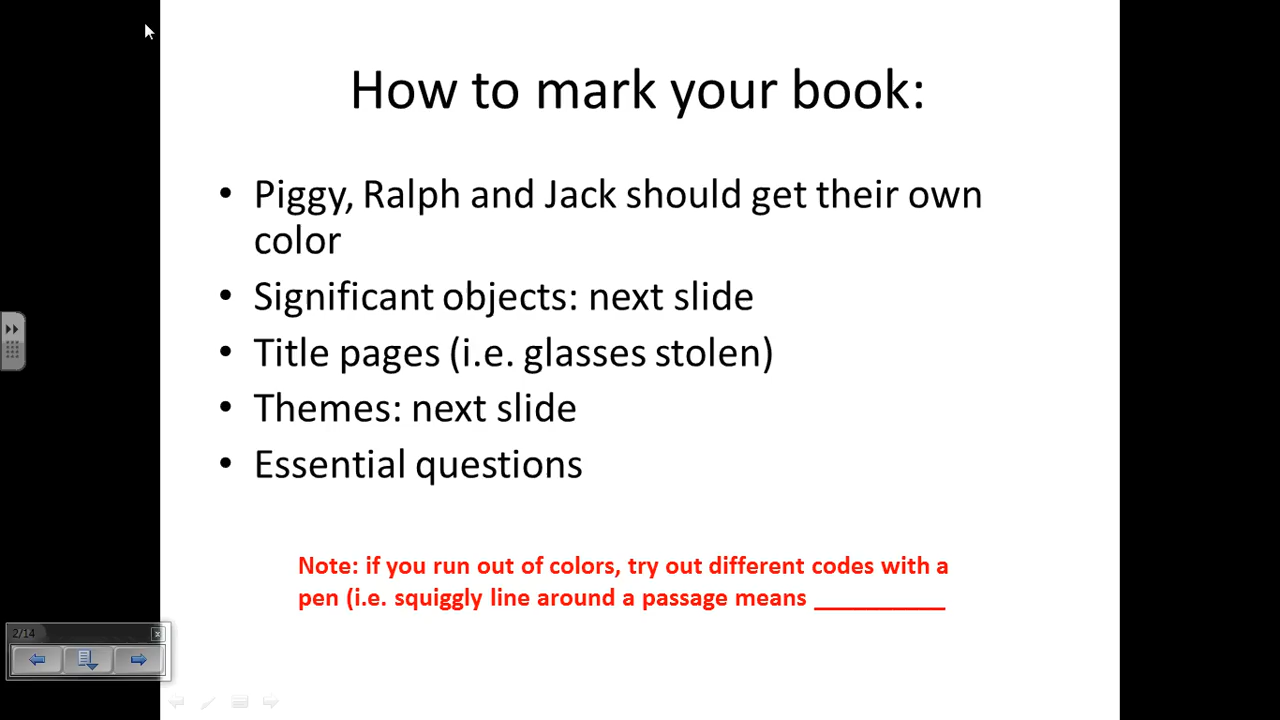 How to mark your book:
• Piggy, Ralph and Jack should get their own
color
• Significant objects: next slide
• Title pages (i.e. glasses stolen)
• Themes: next slide
• Essential questions
Note: if you run out of colors, try out different codes with a
pen (i.e. squiggly line around a passage means __________
2/14